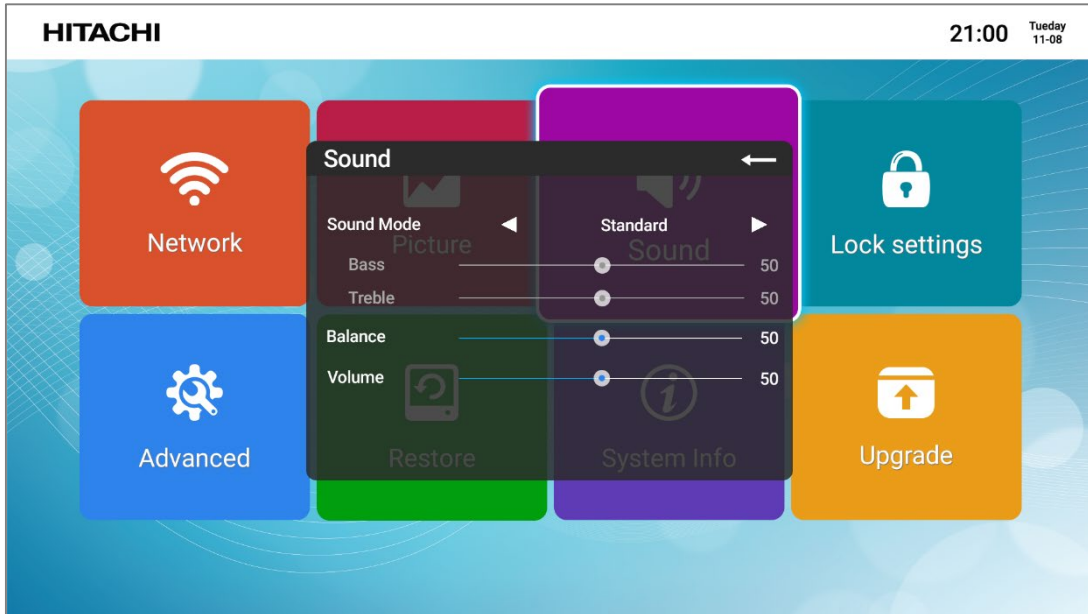 HITACHI
21:00
Tueday
11-08
Network
Picture
Sound
Lock settings
Sound
Sound Mode
Standard
Bass
50
Treble
50
Balance
50
Volume
50
Advanced
Restore
System Info
Upgrade